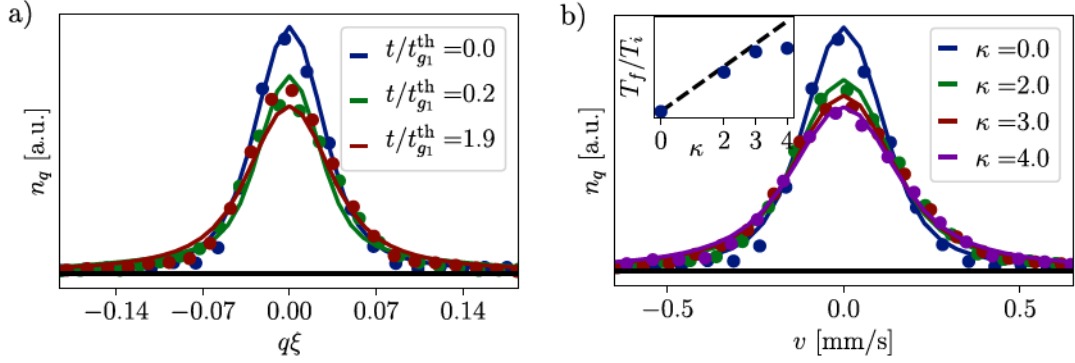 a)
n_q [a.u.]
t/t_{g_1}^{th} =0.0
t/t_{g_1}^{th} =0.2
t/t_{g_1}^{th} =1.9
−0.14 −0.07 0.00 0.07 0.14
qξ
b)
n_q [a.u.]
T_f/T_i
0 2 3 4
κ
κ =0.0
κ =2.0
κ =3.0
κ =4.0
−0.5 0.0 0.5
v [mm/s]